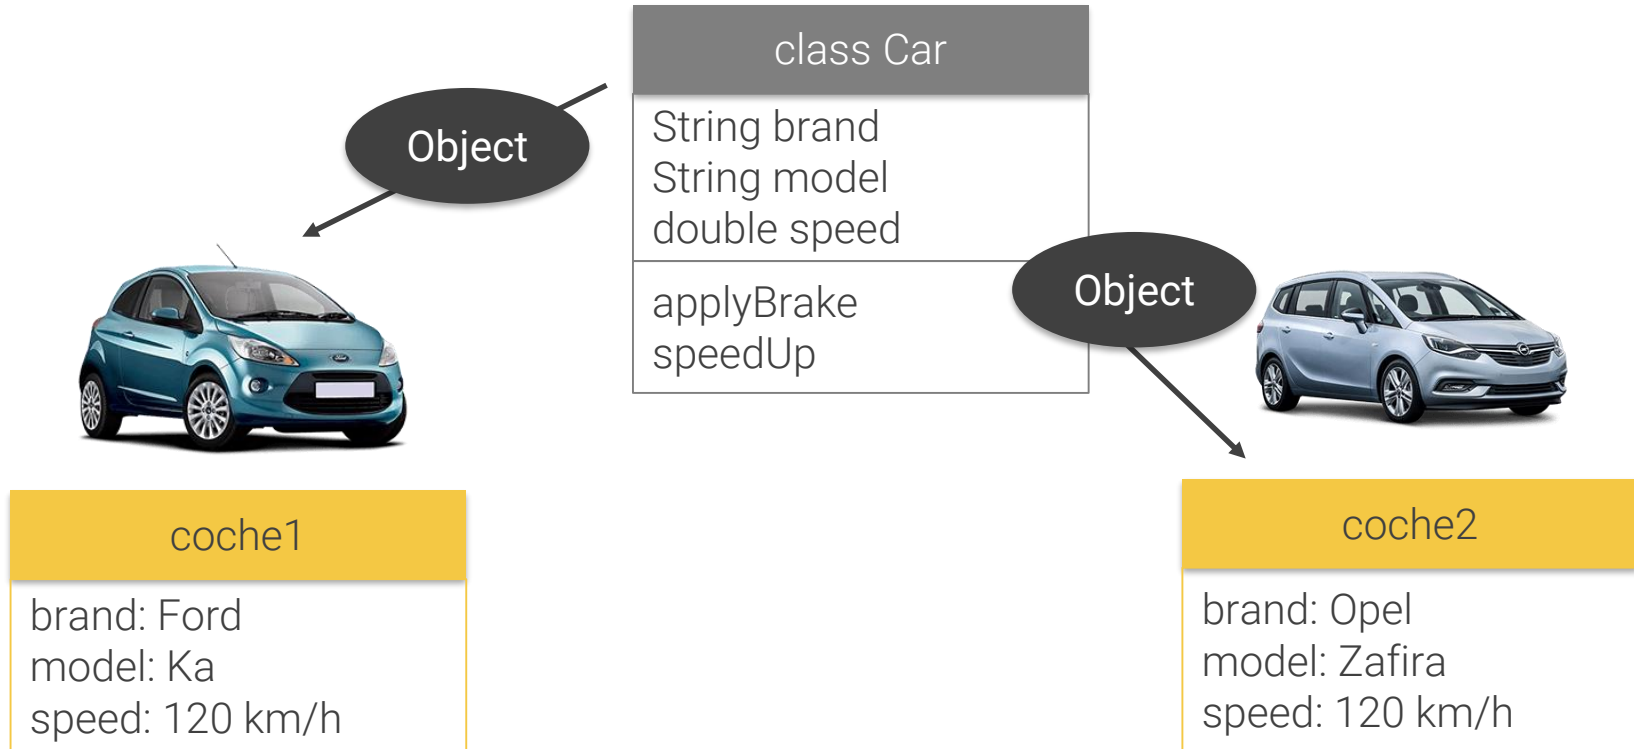 class Car
String brand
String model
double speed
applyBrake
speedUp
Object
Object
coche1
brand: Ford
model: Ka
speed: 120 km/h
coche2
brand: Opel
model: Zafira
speed: 120 km/h